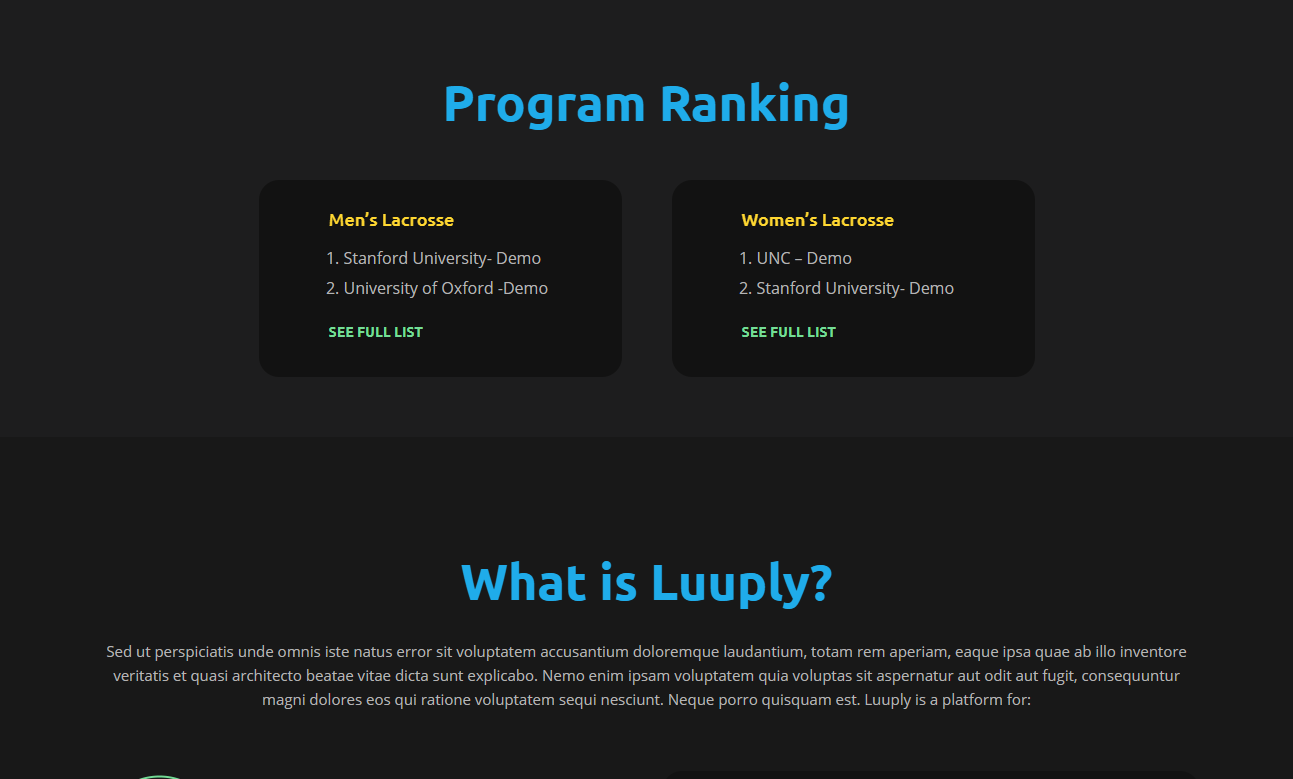 Program Ranking
Men’s Lacrosse
1. Stanford University- Demo
2. University of Oxford -Demo
SEE FULL LIST
Women’s Lacrosse
1. UNC – Demo
2. Stanford University- Demo
SEE FULL LIST
What is Luuply?
Sed ut perspiciatis unde omnis iste natus error sit voluptatem accusantium doloremque laudantium, totam rem aperiam, eaque ipsa quae ab illo inventore
veritatis et quasi architecto beatae vitae dicta sunt explicabo. Nemo enim ipsam voluptatem quia voluptas sit aspernatur aut odit aut fugit, consequuntur
magni dolores eos qui ratione voluptatem sequi nesciunt. Neque porro quisquam est. Luuply is a platform for: